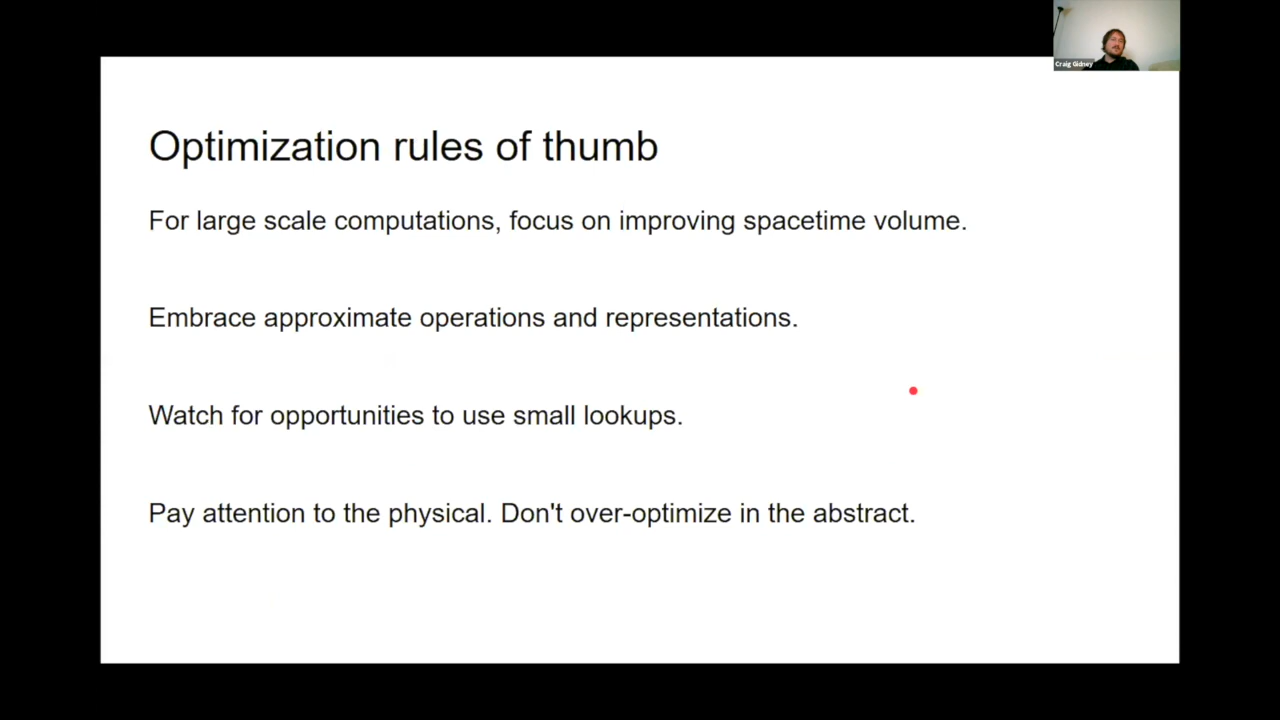 Craig Gidney
Optimization rules of thumb
For large scale computations, focus on improving spacetime volume.
Embrace approximate operations and representations.
Watch for opportunities to use small lookups.
Pay attention to the physical. Don't over-optimize in the abstract.